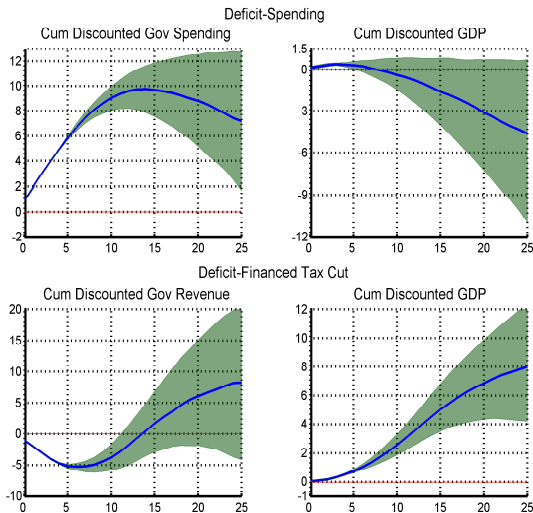 Deficit-Spending
Cum Discounted Gov Spending
Cum Discounted GDP
12
10
8
6
4
2
0
-2
0 5 10 15 20 25
1.5
0
-3
-6
-9
-12
0 5 10 15 20 25
Deficit-Financed Tax Cut
Cum Discounted Gov Revenue
Cum Discounted GDP
20
15
10
5
0
-5
-10
0 5 10 15 20 25
12
10
8
6
4
2
0
-1
0 5 10 15 20 25